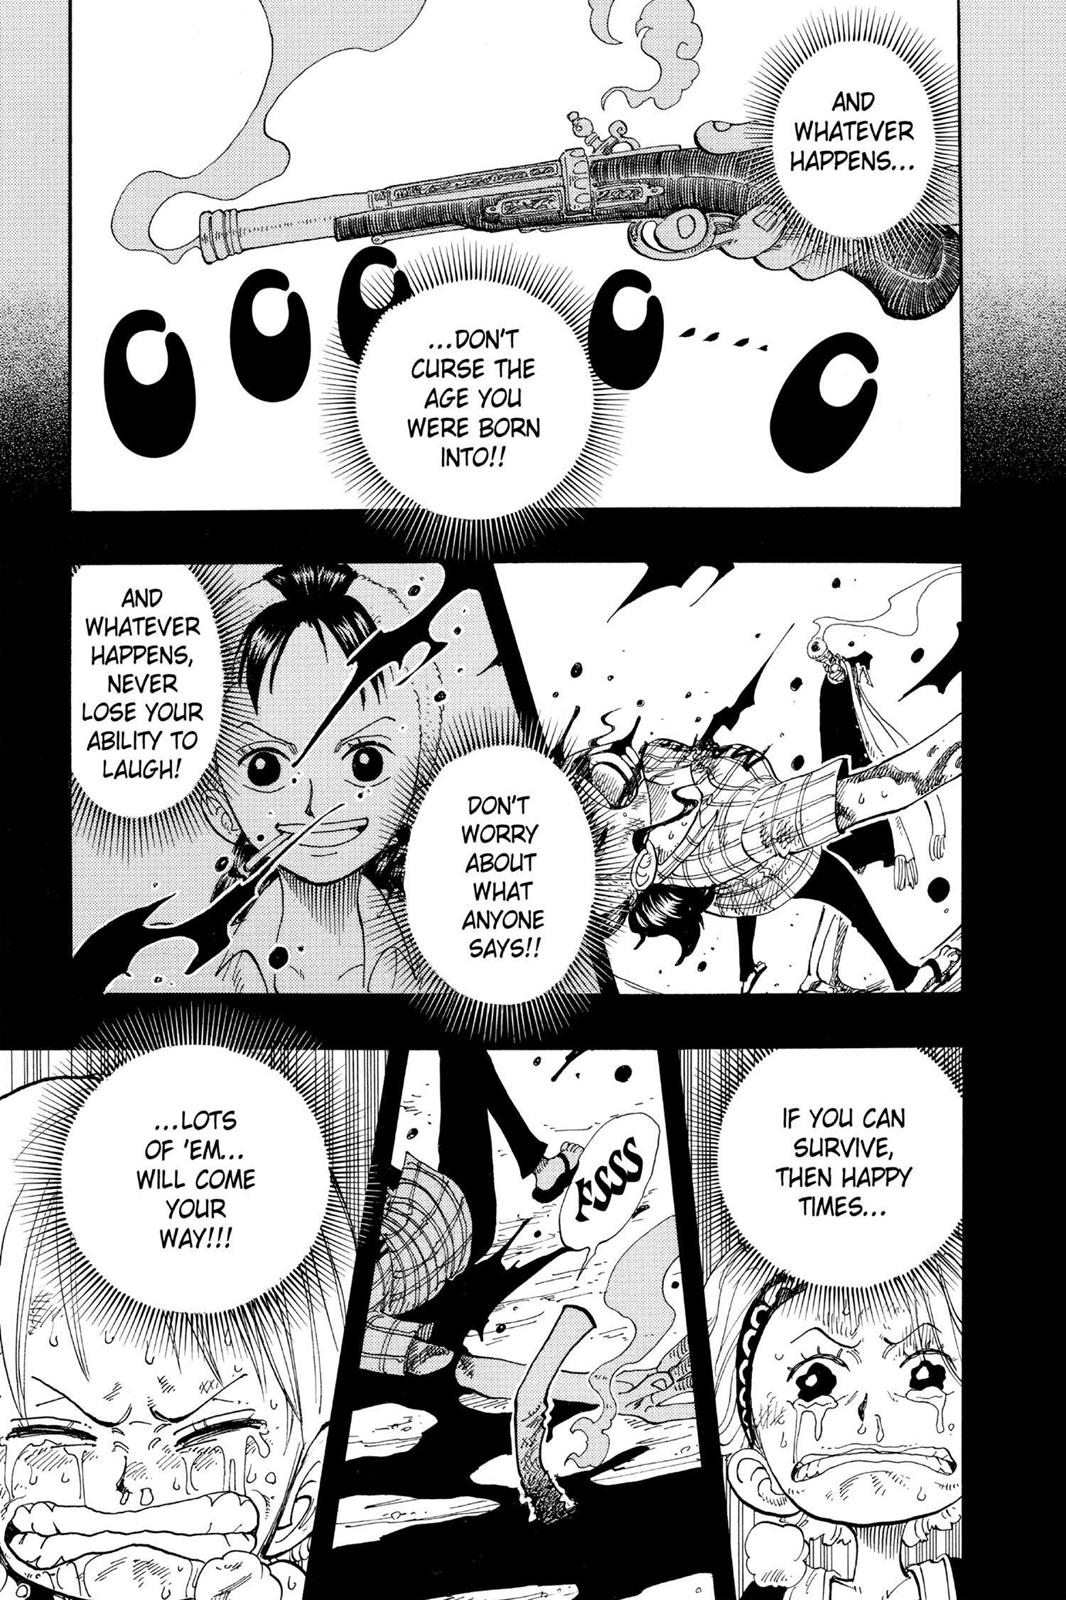 AND
WHATEVER
HAPPENS...
...DON'T
CURSE THE
AGE YOU
WERE BORN
INTO!!
AND
WHATEVER
HAPPENS,
NEVER
LOSE YOUR
ABILITY TO
LAUGH!
DON'T
WORRY
ABOUT
WHAT
ANYONE
SAYS!!
IF YOU CAN
SURVIVE,
THEN HAPPY
TIMES...
FSSS
...LOTS
OF 'EM...
WILL COME
YOUR
WAY!!!